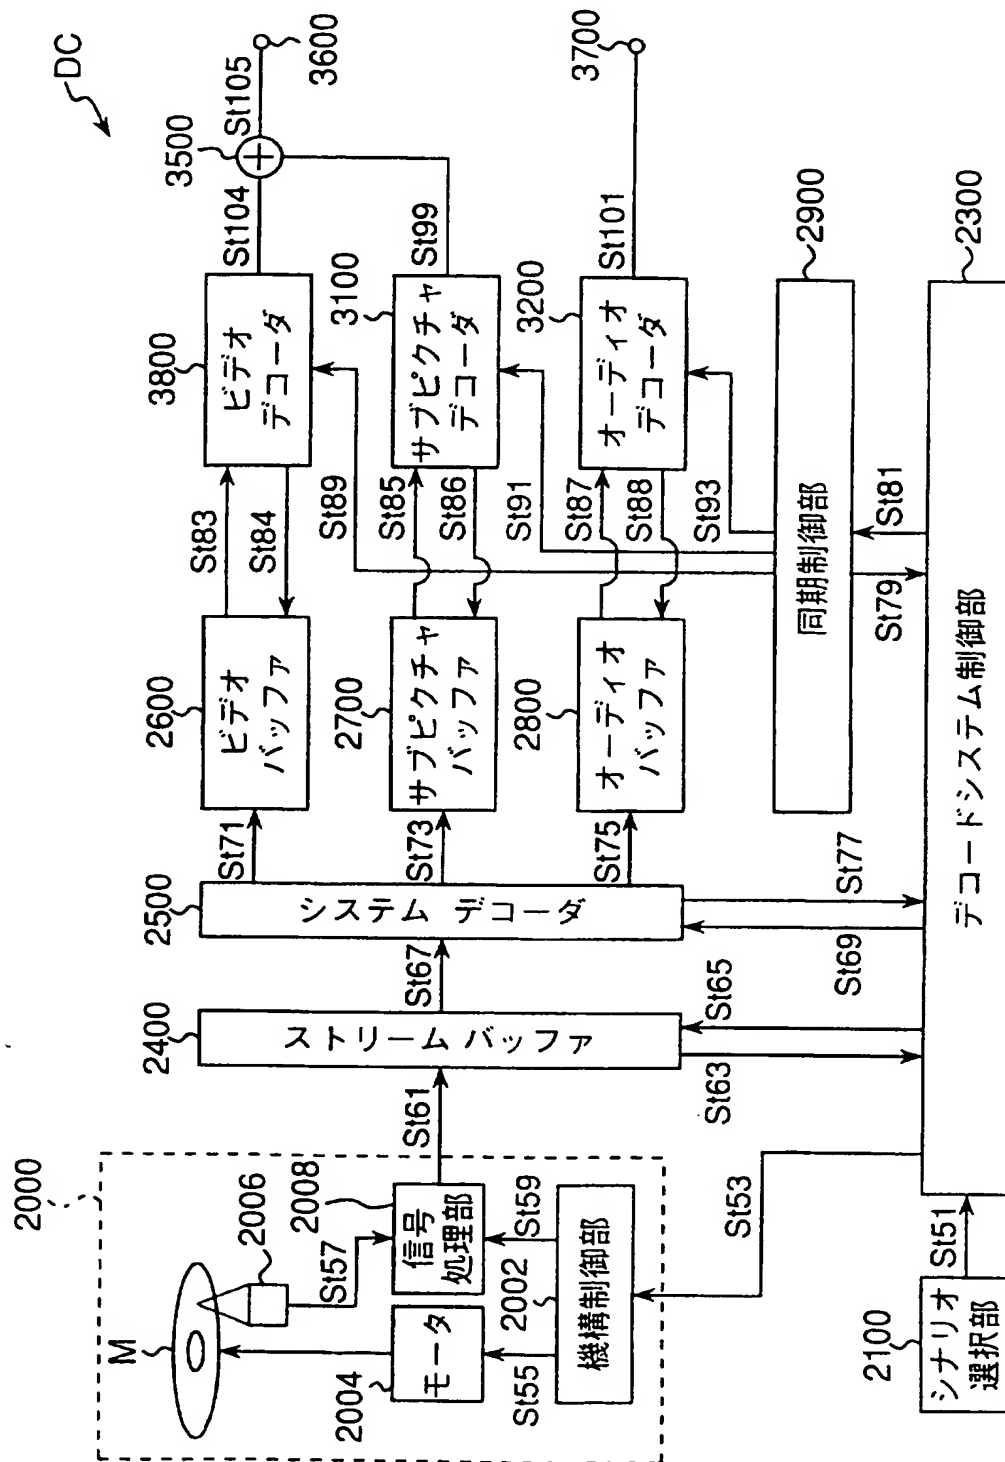 2000
M
2006
St57
2008
信号
処理部
モータ
2004
St55
2002
St59
機構制御部
St53
2100
シナリオ
選択部
St51
St61
2400
ストリーム バッファ
St63
St65
St67
2500
システム デコーダ
St69
St77
St71
St73
St75
2600
ビデオ
バッファ
2700
サブピクチャ
バッファ
2800
オーディオ
バッファ
St83
St84
St89
St85
St86
St91
St87
St88
St93
3800
ビデオ
デコーダ
3100
サブピクチャ
デコーダ
3200
オーディオ
デコーダ
同期制御部
2900
St79
St81
デコードシステム制御部
2300
St104
3500
St105
3600
St99
St101
3700
DC